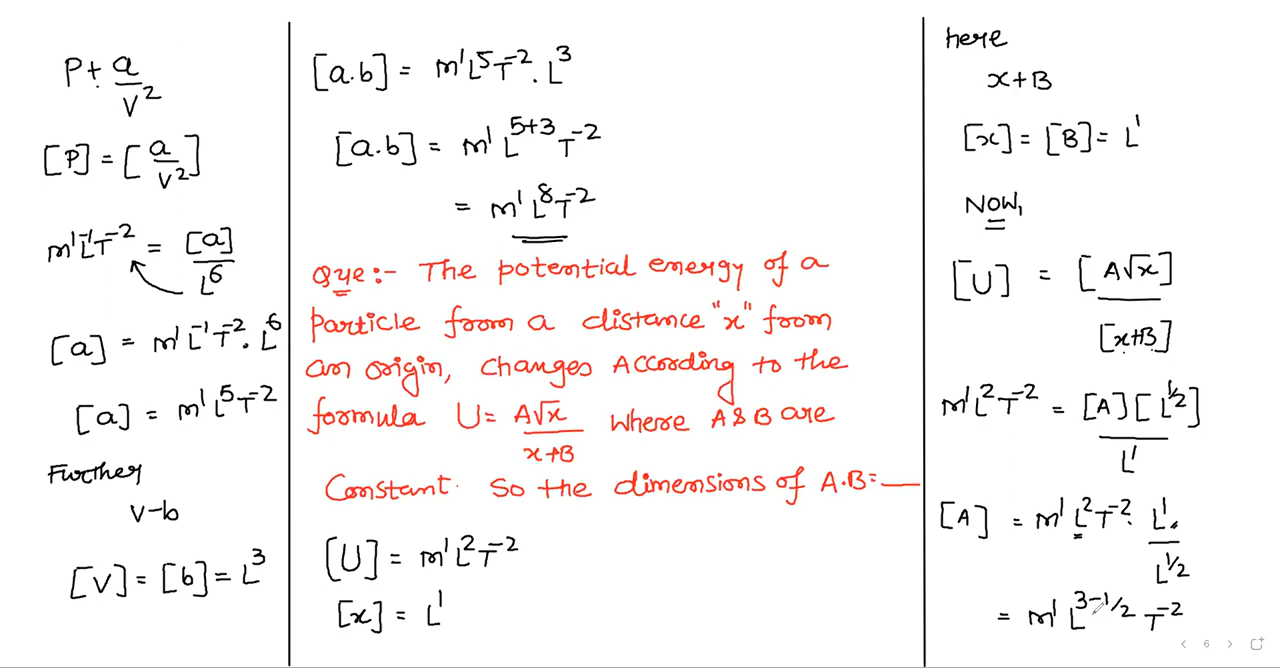 P+ a/V²
[P] = [a/V²]
m¹L⁻¹T⁻² = [a]/L⁶
[a] = m¹L⁻¹T⁻². L⁶
[a] = m¹L⁵T⁻²
Further
V-b
[V] = [b] = L³
[a.b] = m¹L⁵T⁻². L³
[a.b] = m¹ L⁵⁺³ T⁻²
= m¹L⁸T⁻²
Qye:- The potential energy of a
particle from a distance "x" from
an origin, changes According to the
formula U = A√x/x+B where A & B are
Constant. So the dimensions of A.B = __
[U] = m¹L²T⁻²
[x] = L¹
here
x+B
[x] = [B] = L¹
NOW,
[U] = [A√x]/[x+B]
m¹L²T⁻² = [A][L^1/2]/L¹
[A] = m¹L²T⁻². L¹/L^1/2
= m¹ L^3-1/2 T⁻²
6